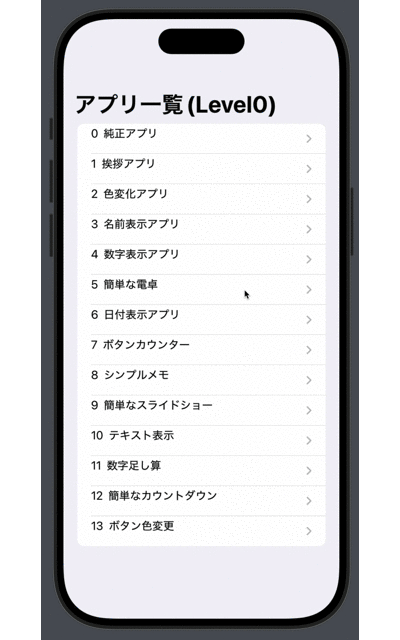 アプリ一覧(Level0)
0 純正アプリ
1 挨拶アプリ
2 色変化アプリ
3 名前表示アプリ
4 数字表示アプリ
5 簡単な電卓
6 日付表示アプリ
7 ボタンカウンター
8 シンプルメモ
9 簡単なスライドショー
10 テキスト表示
11 数字足し算
12 簡単なカウントダウン
13 ボタン色変更